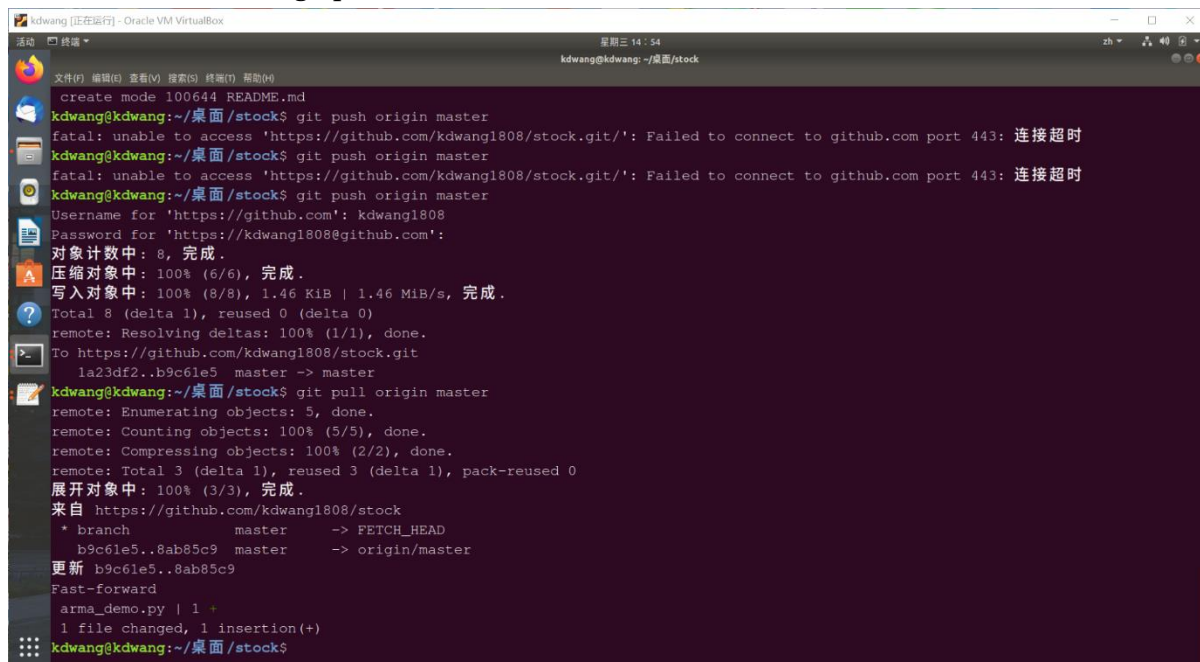 kdwang [正在运行] - Oracle VM VirtualBox
活动 终端 星期三 14：54 zh
kdwang@kdwang: ~/桌面/stock
文件(F) 编辑(E) 查看(V) 搜索(S) 终端(T) 帮助(H)
create mode 100644 README.md
kdwang@kdwang:~/桌面/stock$ git push origin master
fatal: unable to access 'https://github.com/kdwang1808/stock.git/': Failed to connect to github.com port 443: 连接超时
kdwang@kdwang:~/桌面/stock$ git push origin master
fatal: unable to access 'https://github.com/kdwang1808/stock.git/': Failed to connect to github.com port 443: 连接超时
kdwang@kdwang:~/桌面/stock$ git push origin master
Username for 'https://github.com': kdwang1808
Password for 'https://kdwang1808@github.com':
对象计数中: 8, 完成.
压缩对象中: 100% (6/6), 完成.
写入对象中: 100% (8/8), 1.46 KiB | 1.46 MiB/s, 完成.
Total 8 (delta 1), reused 0 (delta 0)
remote: Resolving deltas: 100% (1/1), done.
To https://github.com/kdwang1808/stock.git
1a23df2..b9c61e5 master -> master
kdwang@kdwang:~/桌面/stock$ git pull origin master
remote: Enumerating objects: 5, done.
remote: Counting objects: 100% (5/5), done.
remote: Compressing objects: 100% (2/2), done.
remote: Total 3 (delta 1), reused 3 (delta 1), pack-reused 0
展开对象中: 100% (3/3), 完成.
来自 https://github.com/kdwang1808/stock
* branch master -> FETCH_HEAD
b9c61e5..8ab85c9 master -> origin/master
更新 b9c61e5..8ab85c9
Fast-forward
arma_demo.py | 1 +
1 file changed, 1 insertion(+)
kdwang@kdwang:~/桌面/stock$